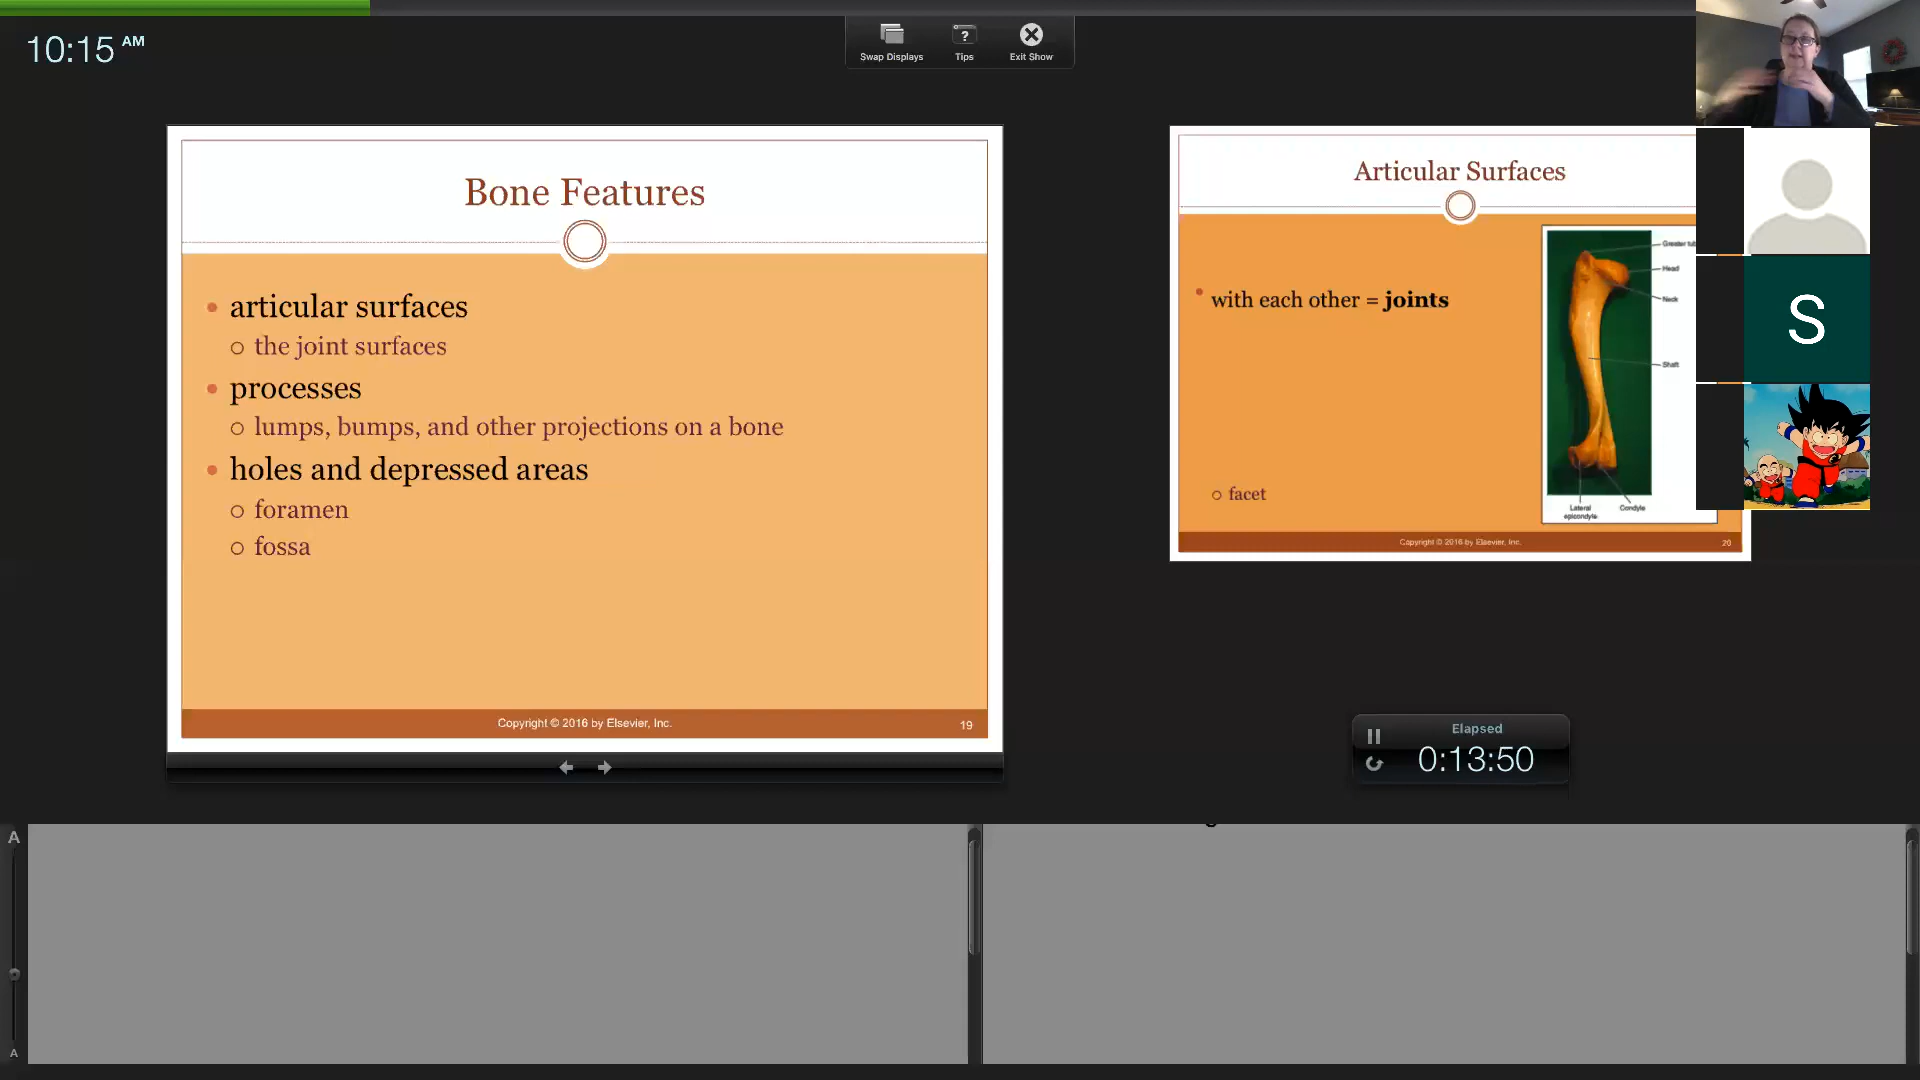 10:15 AM
Swap Displays
Tips
Exit Show
Bone Features
articular surfaces
the joint surfaces
processes
lumps, bumps, and other projections on a bone
holes and depressed areas
foramen
fossa
Copyright © 2016 by Elsevier, Inc.
19
Articular Surfaces
with each other = joints
facet
Greater
Head
Neck
Shaft
Lateral
epicondyle
Condyle
Copyright © 2016 by Elsevier, Inc.
20
S
Elapsed
0:13:50
A
A